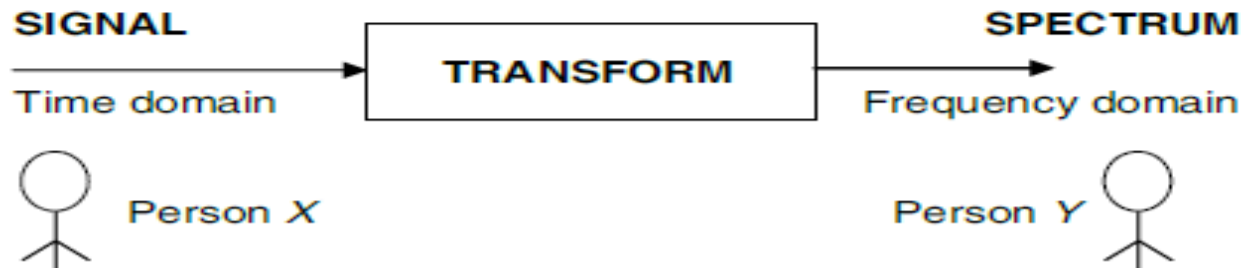 SIGNAL
SPECTRUM
TRANSFORM
Time domain
Frequency domain
Person X
Person Y